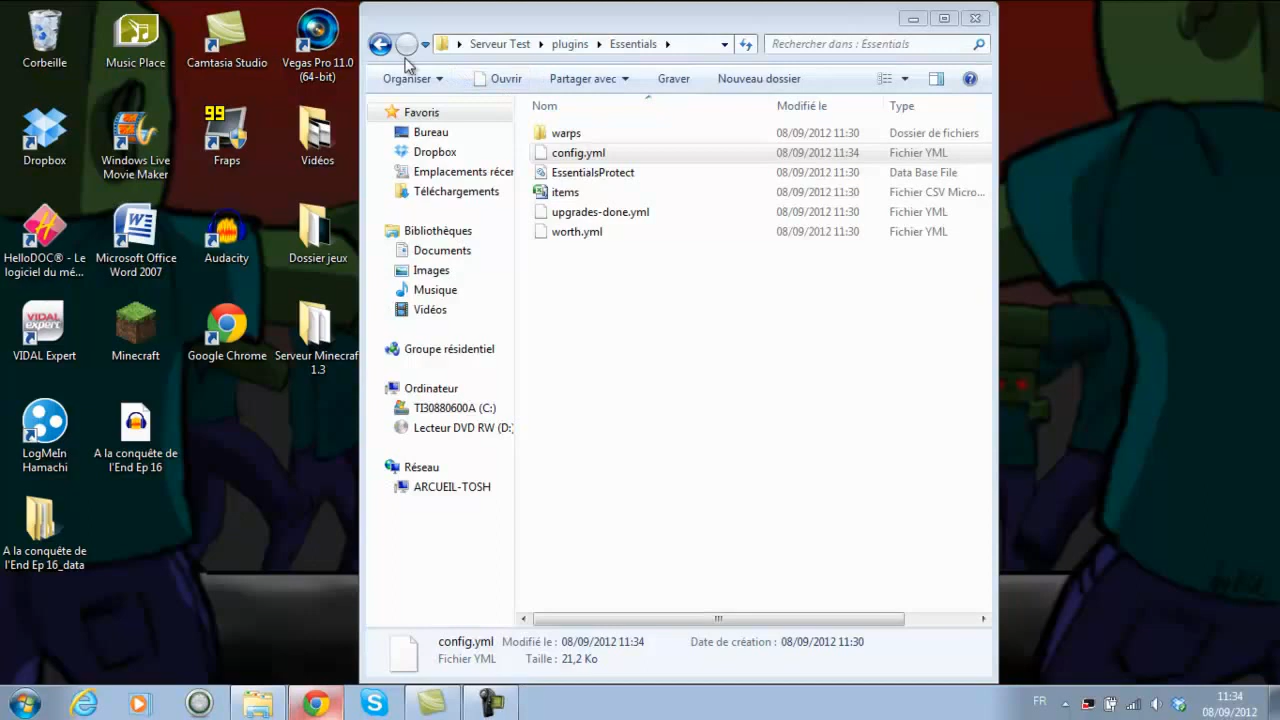 Corbeille
Music Place
Camtasia Studio
Vegas Pro 11.0
(64-bit)
Dropbox
Windows Live
Movie Maker
99
Fraps
Vidéos
HelloDOC® - Le
logiciel du mé...
Microsoft Office
Word 2007
Audacity
Dossier jeux
VIDAL
expert
VIDAL Expert
Minecraft
Google Chrome
Serveur Minecraf
1.3
LogMeIn
Hamachi
A la conquête de
l'End Ep 16
A la conquête de
l'End Ep 16_data
Serveur Test
plugins
Essentials
Rechercher dans : Essentials
Organiser
Ouvrir
Partager avec
Graver
Nouveau dossier
Favoris
Bureau
Dropbox
Emplacements récer
Téléchargements
Bibliothèques
Documents
Images
Musique
Vidéos
Groupe résidentiel
Ordinateur
TI30880600A (C:)
Lecteur DVD RW (D:)
Réseau
ARCUEIL-TOSH
Nom Modifié le Type
warps 08/09/2012 11:30 Dossier de fichiers
config.yml 08/09/2012 11:34 Fichier YML
EssentialsProtect 08/09/2012 11:30 Data Base File
items 08/09/2012 11:30 Fichier CSV Micro...
upgrades-done.yml 08/09/2012 11:30 Fichier YML
worth.yml 08/09/2012 11:30 Fichier YML
config.yml Modifié le : 08/09/2012 11:34 Date de création : 08/09/2012 11:30
Fichier YML Taille : 21,2 Ko
FR
11:34
08/09/2012